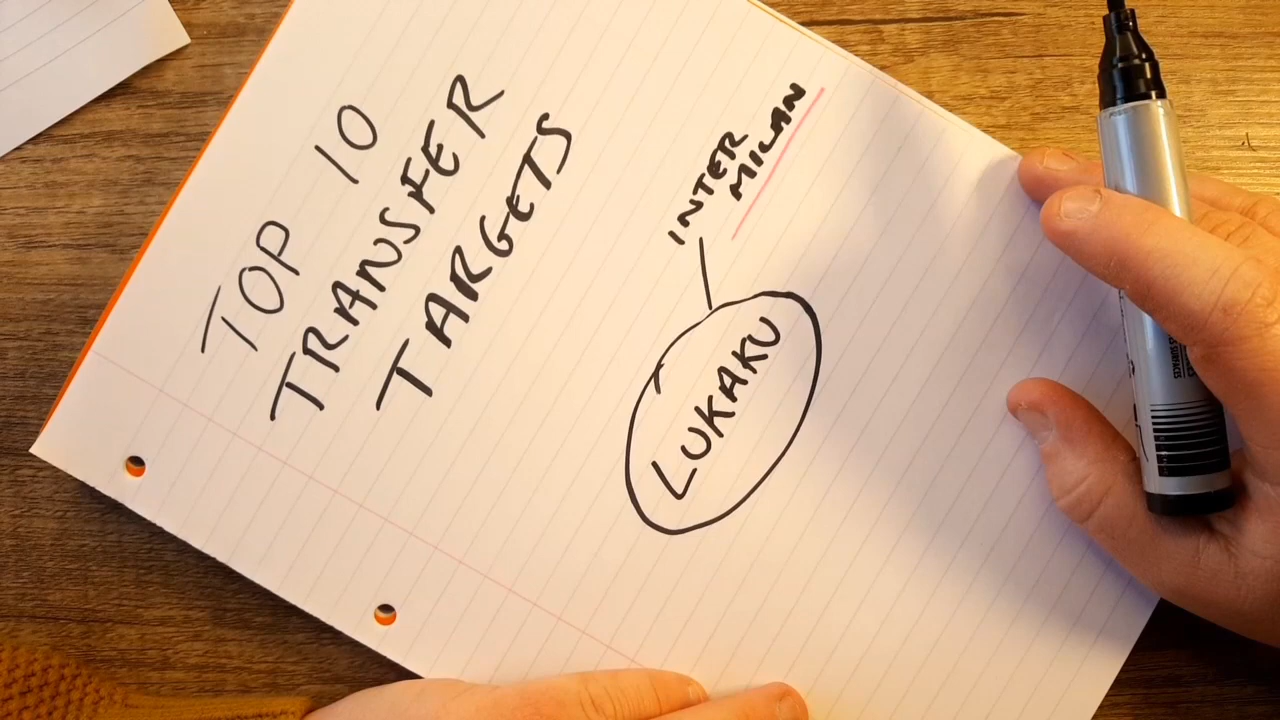 TOP 10
TRANSFER
TARGETS
INTER
MILAN
LUKAKU